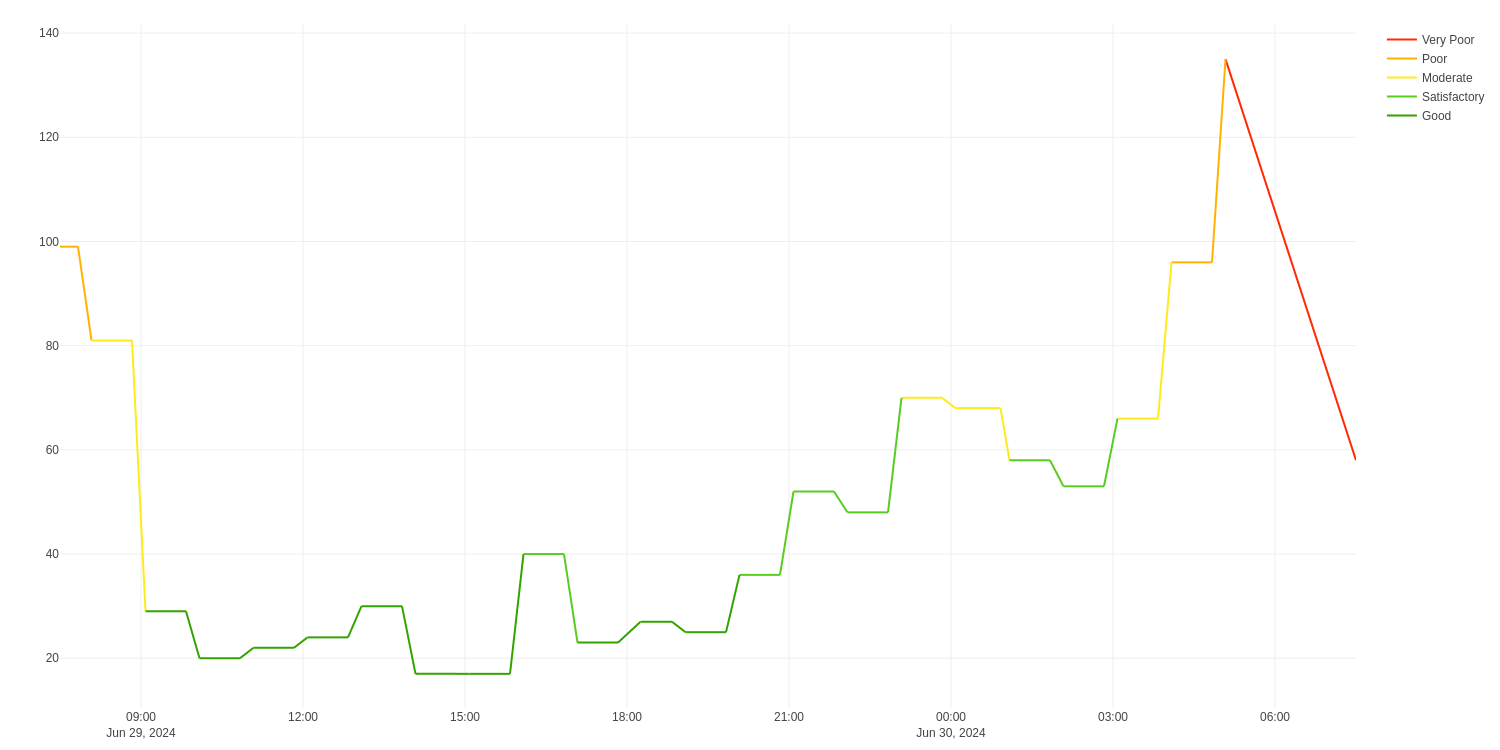 140
120
100
80
60
40
20
09:00
Jun 29, 2024
12:00
15:00
18:00
21:00
00:00
Jun 30, 2024
03:00
06:00
Very Poor
Poor
Moderate
Satisfactory
Good